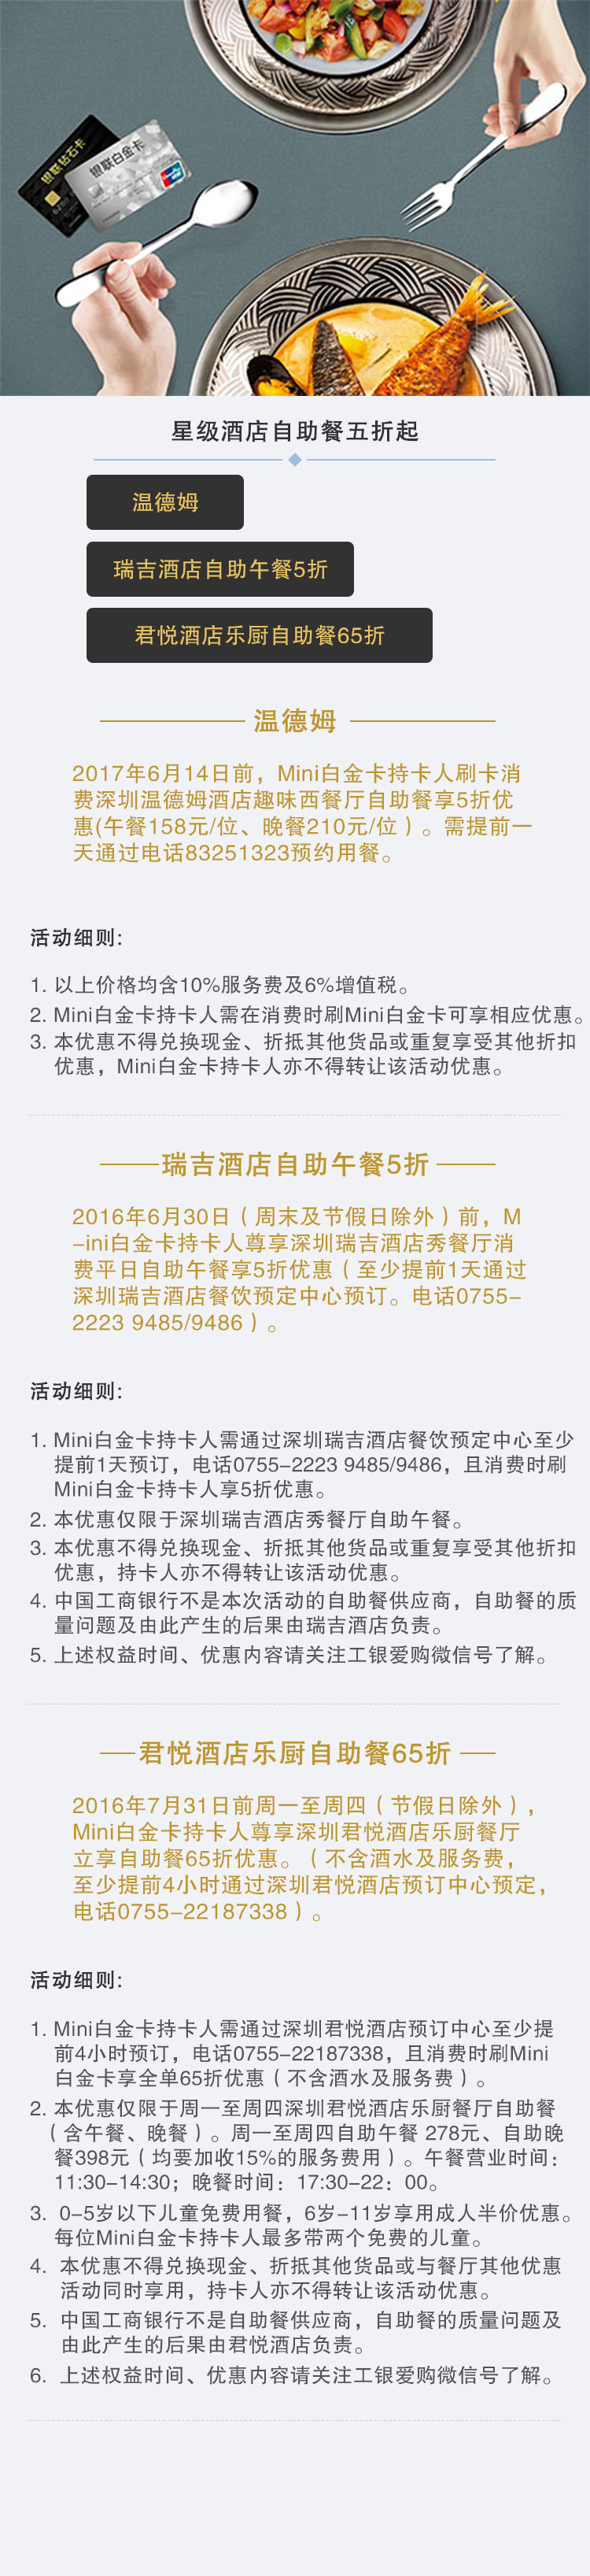 银联钻石卡
银联白金卡
星级酒店自助餐五折起
温德姆
瑞吉酒店自助午餐5折
君悦酒店乐厨自助餐65折
温德姆
2017年6月14日前，Mini白金卡持卡人刷卡消
费深圳温德姆酒店趣味西餐厅自助餐享5折优
惠(午餐158元/位、晚餐210元/位）。需提前一
天通过电话83251323预约用餐。
活动细则:
1. 以上价格均含10%服务费及6%增值税。
2. Mini白金卡持卡人需在消费时刷Mini白金卡可享相应优惠。
3. 本优惠不得兑换现金、折抵其他货品或重复享受其他折扣
优惠，Mini白金卡持卡人亦不得转让该活动优惠。
瑞吉酒店自助午餐5折
2016年6月30日（周末及节假日除外）前，M
-ini白金卡持卡人尊享深圳瑞吉酒店秀餐厅消
费平日自助午餐享5折优惠（至少提前1天通过
深圳瑞吉酒店餐饮预定中心预订。电话0755-
2223 9485/9486）。
活动细则:
1. Mini白金卡持卡人需通过深圳瑞吉酒店餐饮预定中心至少
提前1天预订，电话0755-2223 9485/9486，且消费时刷
Mini白金卡持卡人享5折优惠。
2. 本优惠仅限于深圳瑞吉酒店秀餐厅自助午餐。
3. 本优惠不得兑换现金、折抵其他货品或重复享受其他折扣
优惠，持卡人亦不得转让该活动优惠。
4. 中国工商银行不是本次活动的自助餐供应商，自助餐的质
量问题及由此产生的后果由瑞吉酒店负责。
5. 上述权益时间、优惠内容请关注工银爱购微信号了解。
君悦酒店乐厨自助餐65折
2016年7月31日前周一至周四（节假日除外），
Mini白金卡持卡人尊享深圳君悦酒店乐厨餐厅
立享自助餐65折优惠。（不含酒水及服务费，
至少提前4小时通过深圳君悦酒店预订中心预定，
电话0755-22187338）。
活动细则:
1. Mini白金卡持卡人需通过深圳君悦酒店预订中心至少提
前4小时预订，电话0755-22187338，且消费时刷Mini
白金卡享全单65折优惠（不含酒水及服务费）。
2. 本优惠仅限于周一至周四深圳君悦酒店乐厨餐厅自助餐
（含午餐、晚餐）。周一至周四自助午餐 278元、自助晚
餐398元（均要加收15%的服务费用）。午餐营业时间：
11:30-14:30；晚餐时间：17:30-22：00。
3. 0-5岁以下儿童免费用餐，6岁-11岁享用成人半价优惠。
每位Mini白金卡持卡人最多带两个免费的儿童。
4. 本优惠不得兑换现金、折抵其他货品或与餐厅其他优惠
活动同时享用，持卡人亦不得转让该活动优惠。
5. 中国工商银行不是自助餐供应商，自助餐的质量问题及
由此产生的后果由君悦酒店负责。
6. 上述权益时间、优惠内容请关注工银爱购微信号了解。